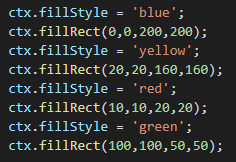 ctx.fillStyle = 'blue';
ctx.fillRect(0,0,200,200);
ctx.fillStyle = 'yellow';
ctx.fillRect(20,20,160,160);
ctx.fillStyle = 'red';
ctx.fillRect(10,10,20,20);
ctx.fillStyle = 'green';
ctx.fillRect(100,100,50,50);